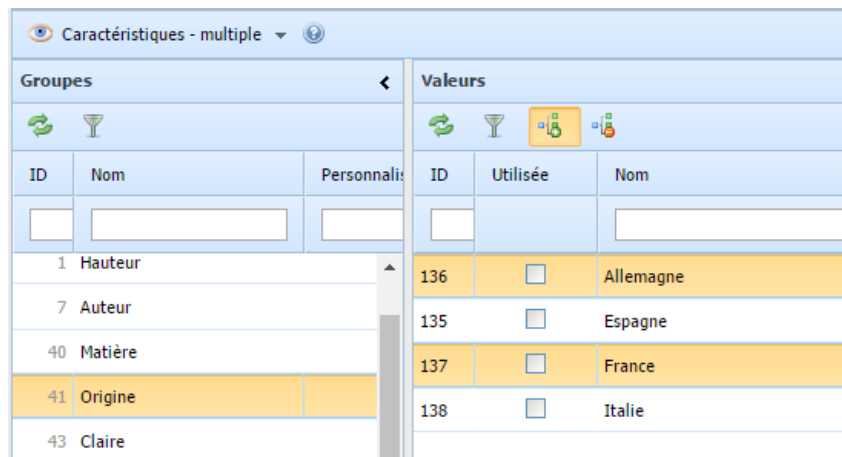 Caractéristiques - multiple
Groupes
Valeurs
ID Nom Personnalis
ID Utilisée Nom
1 Hauteur
7 Auteur
40 Matière
41 Origine
43 Claire
136 Allemagne
135 Espagne
137 France
138 Italie